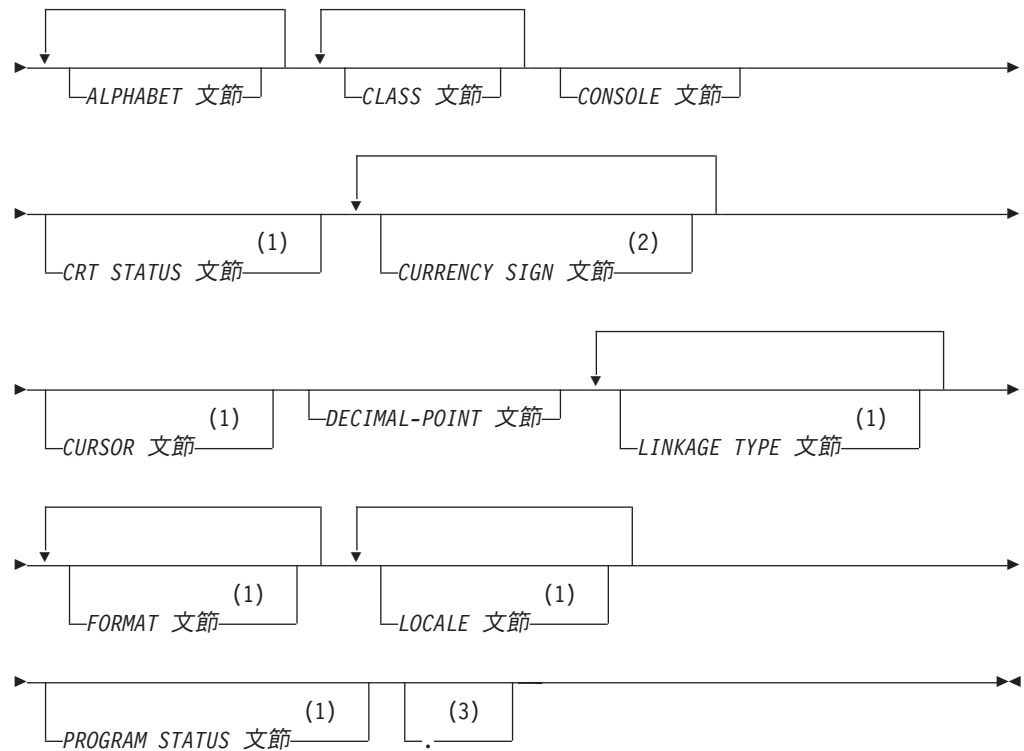 ALPHABET 文節 CLASS 文節 CONSOLE 文節
(1) (2)
CRT STATUS 文節 CURRENCY SIGN 文節
(1) DECIMAL-POINT 文節 (1)
CURSOR 文節 LINKAGE TYPE 文節
(1) (1)
FORMAT 文節 LOCALE 文節
(1) (3)
PROGRAM STATUS 文節 .